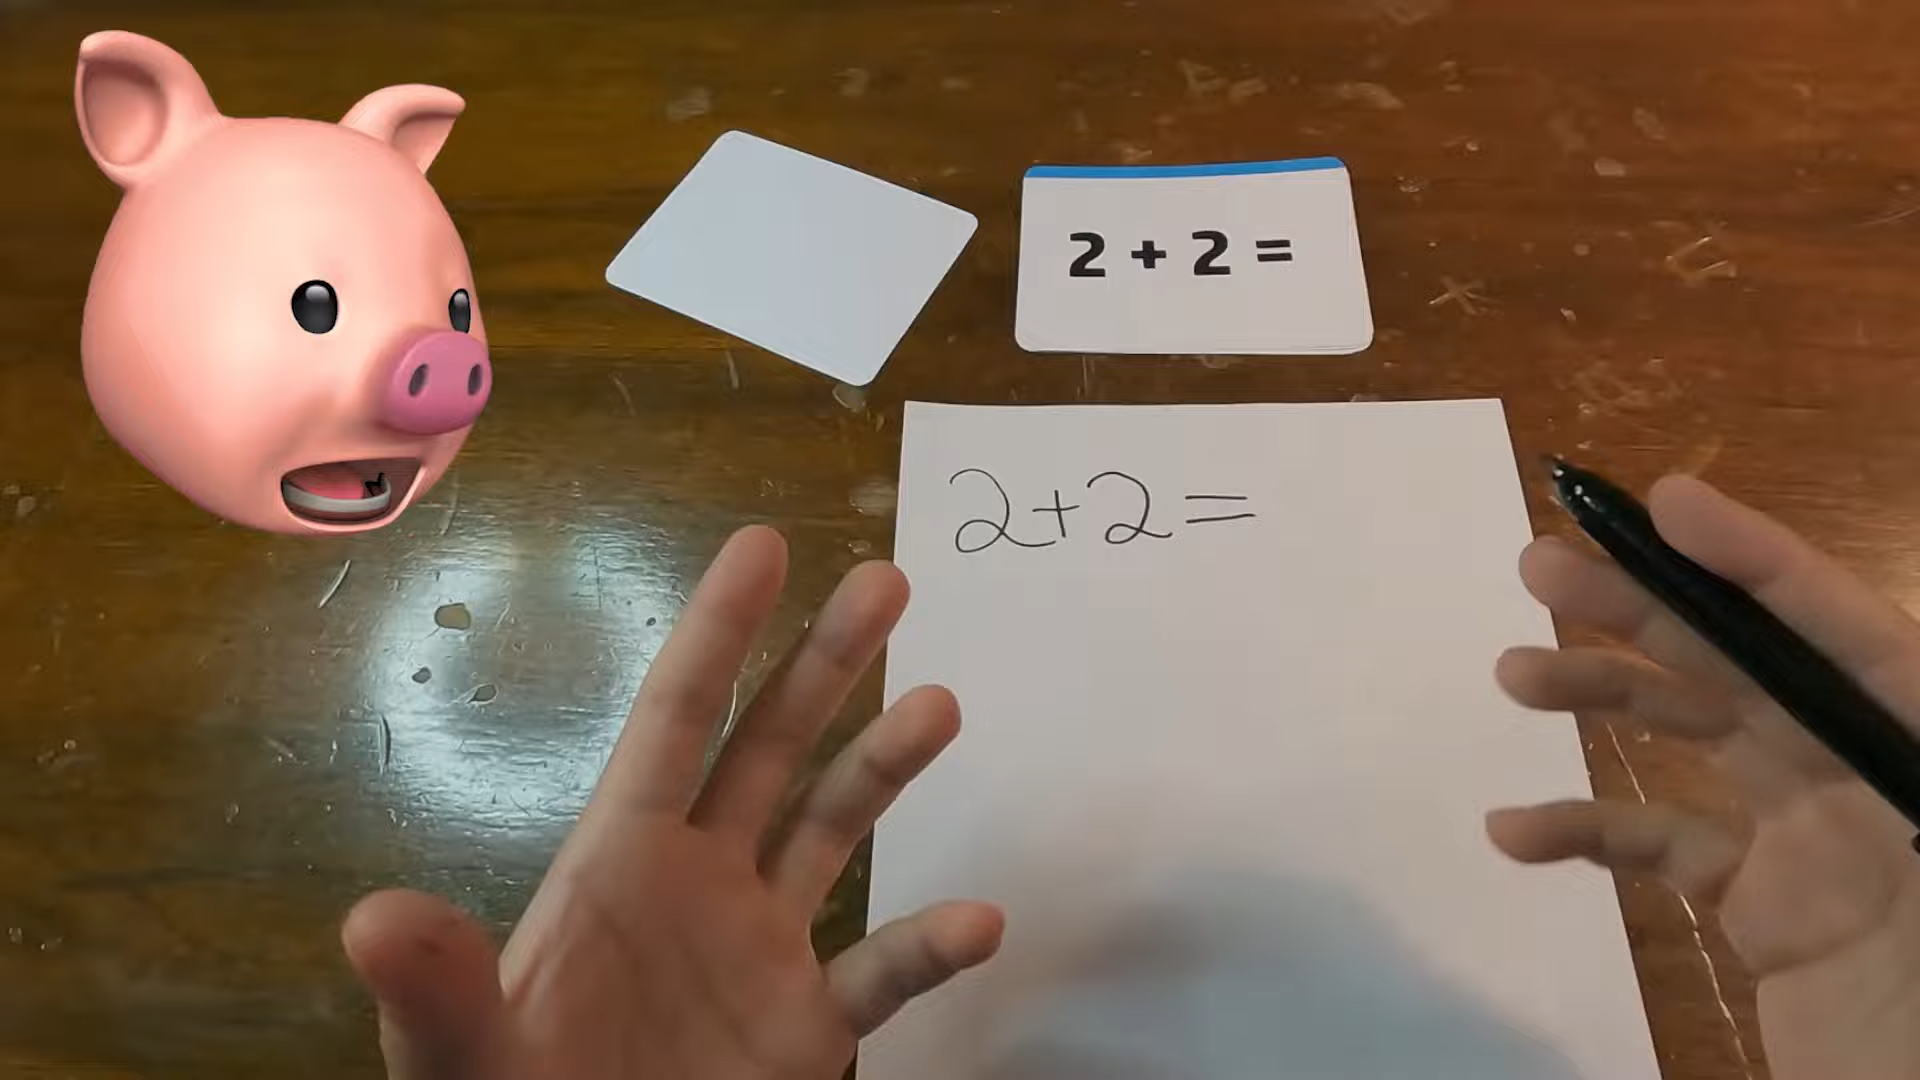 2 + 2 =
2+2=